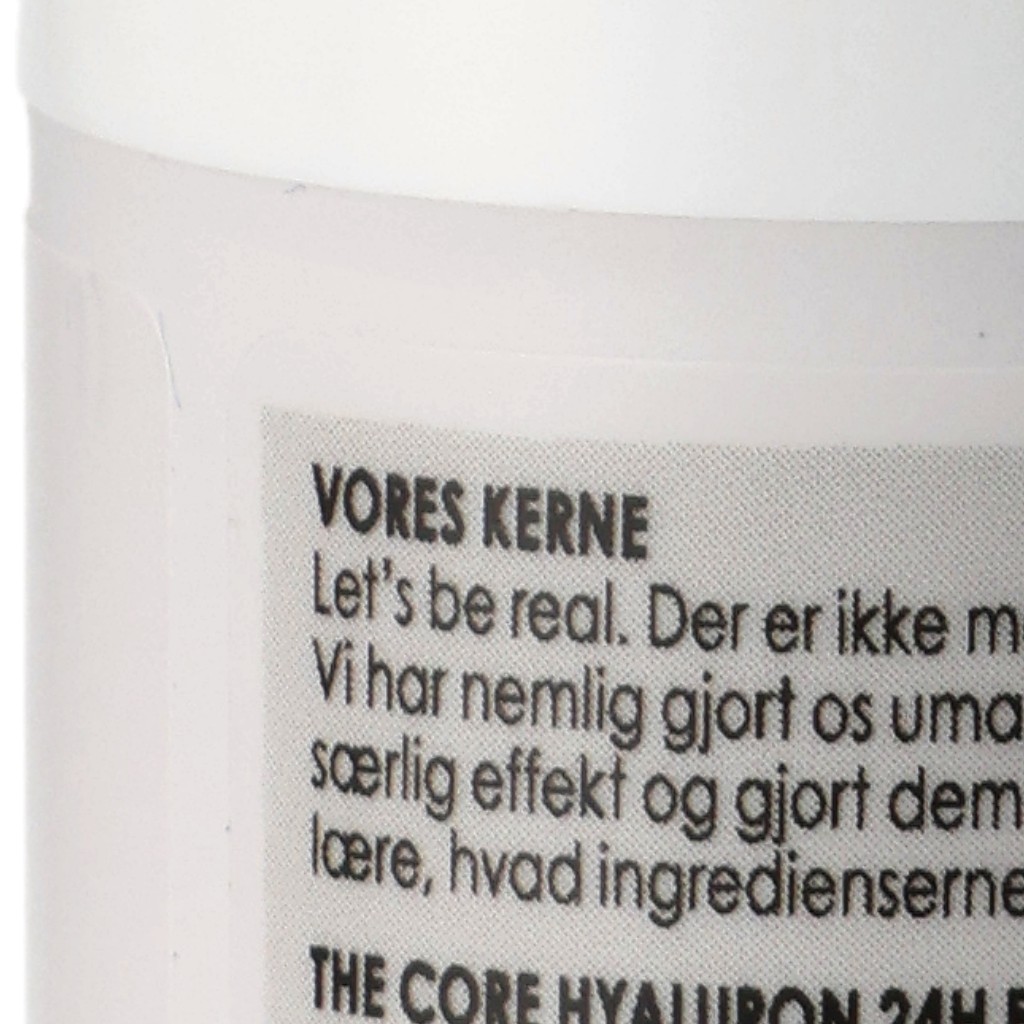 VORES KERNE
Let's be real. Der er ikke
Vi har nemlig gjort os
særlig effekt og gjort dem
lære, hvad ingredienserne
THE CORE HYALURON 24H